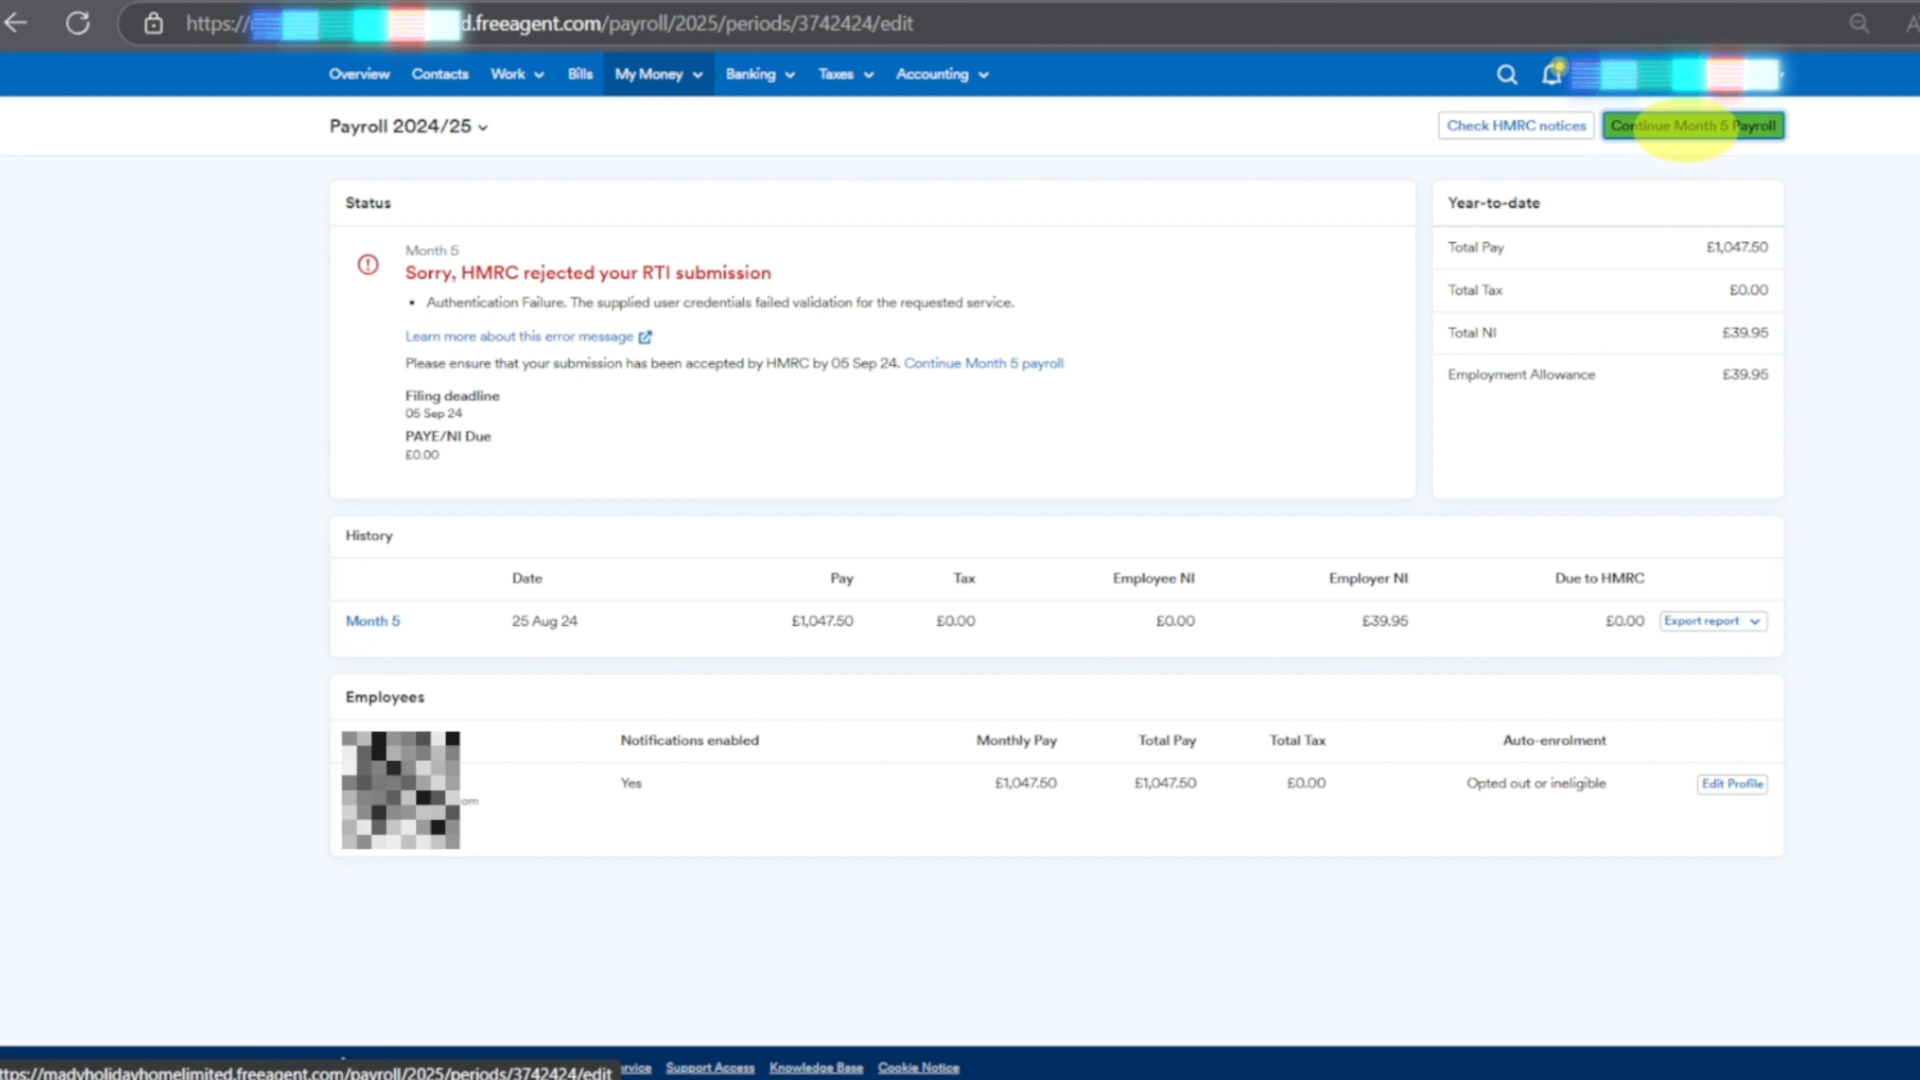 https://
d.freeagent.com/payroll/2025/periods/3742424/edit
Overview Contacts Work Bills My Money Banking Taxes Accounting
Payroll 2024/25
Check HMRC notices
Continue Month 5 Payroll
Status
Month 5
Sorry, HMRC rejected your RTI submission
• Authentication Failure. The supplied user credentials failed validation for the requested service.
Learn more about this error message
Please ensure that your submission has been accepted by HMRC by 05 Sep 24. Continue Month 5 payroll
Filing deadline
05 Sep 24
PAYE/NI Due
£0.00
Year-to-date
Total Pay £1,047.50
Total Tax £0.00
Total NI £39.95
Employment Allowance £39.95
History
Date Pay Tax Employee NI Employer NI Due to HMRC
Month 5 25 Aug 24 £1,047.50 £0.00 £0.00 £39.95 £0.00 Export report
Employees
Notifications enabled Monthly Pay Total Pay Total Tax Auto-enrolment
Yes £1,047.50 £1,047.50 £0.00 Opted out or ineligible Edit Profile
om
ttps://madyholidayhomelimited.freeagent.com/payroll/2025/periods/3742424/edit
rvice Support Access Knowledge Base Cookie Notice